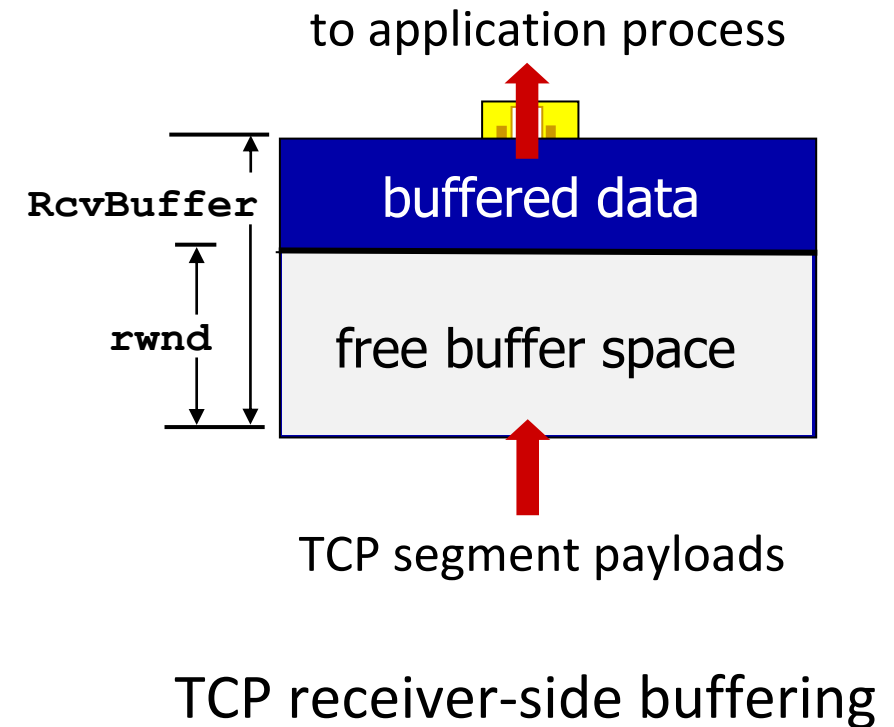 to application process
RcvBuffer
buffered data
rwnd
free buffer space
TCP segment payloads
TCP receiver-side buffering